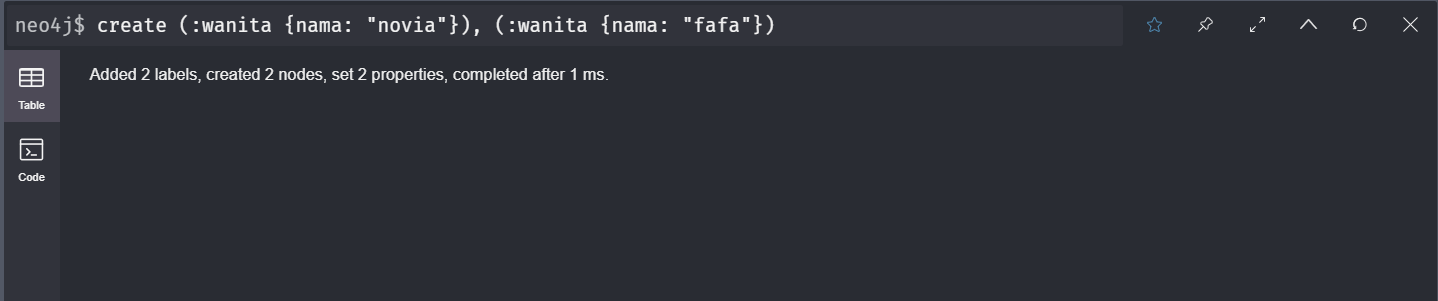 neo4j$ create (:wanita {nama: "novia"}), (:wanita {nama: "fafa"})
Added 2 labels, created 2 nodes, set 2 properties, completed after 1 ms.
Table
Code